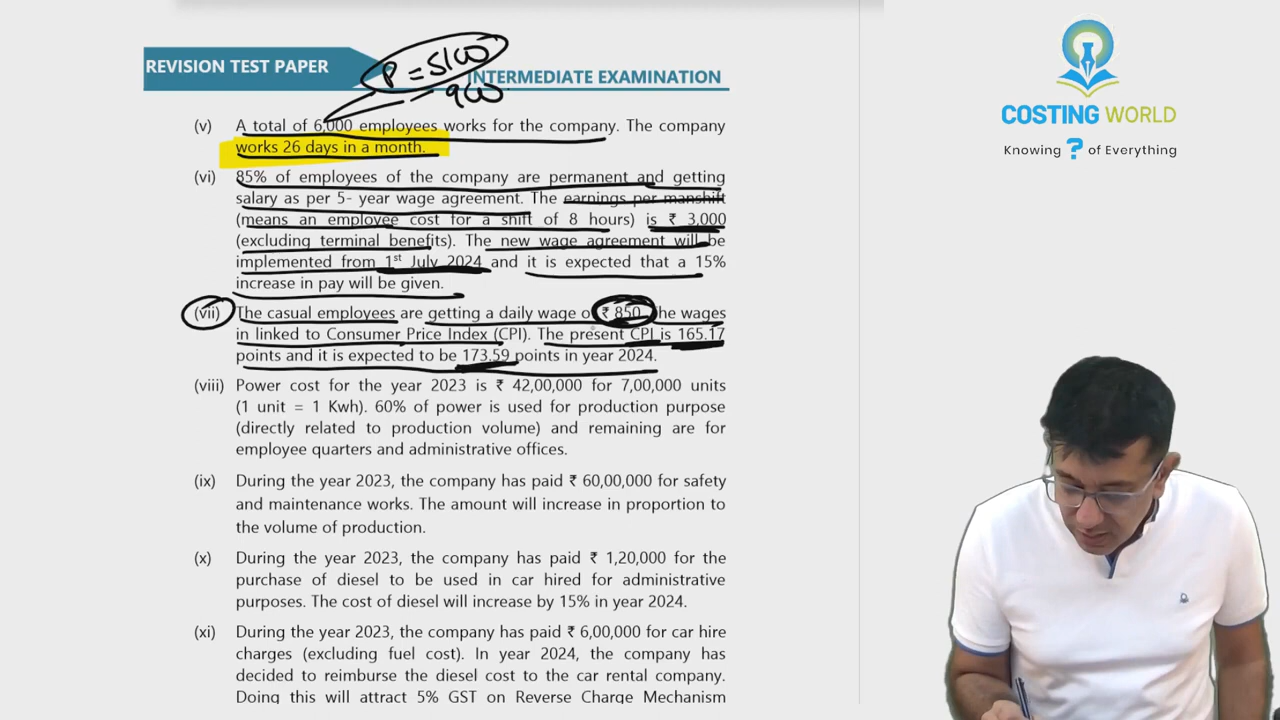 REVISION TEST PAPER
P = 5100
INTERMEDIATE EXAMINATION
900
(v) A total of 6,000 employees works for the company. The company
works 26 days in a month.
(vi) 85% of employees of the company are permanent and getting
salary as per 5- year wage agreement. The earnings per manshift
(means an employee cost for a shift of 8 hours) is ₹ 3,000
(excluding terminal benefits). The new wage agreement will be
implemented from 1st July 2024 and it is expected that a 15%
increase in pay will be given.
(vii) The casual employees are getting a daily wage of ₹ 850. The wages
in linked to Consumer Price Index (CPI). The present CPI is 165.17
points and it is expected to be 173.59 points in year 2024.
(viii) Power cost for the year 2023 is ₹ 42,00,000 for 7,00,000 units
(1 unit = 1 Kwh). 60% of power is used for production purpose
(directly related to production volume) and remaining are for
employee quarters and administrative offices.
(ix) During the year 2023, the company has paid ₹ 60,00,000 for safety
and maintenance works. The amount will increase in proportion to
the volume of production.
(x) During the year 2023, the company has paid ₹ 1,20,000 for the
purchase of diesel to be used in car hired for administrative
purposes. The cost of diesel will increase by 15% in year 2024.
(xi) During the year 2023, the company has paid ₹ 6,00,000 for car hire
charges (excluding fuel cost). In year 2024, the company has
decided to reimburse the diesel cost to the car rental company.
Doing this will attract 5% GST on Reverse Charge Mechanism
COSTING WORLD
Knowing ? of Everything